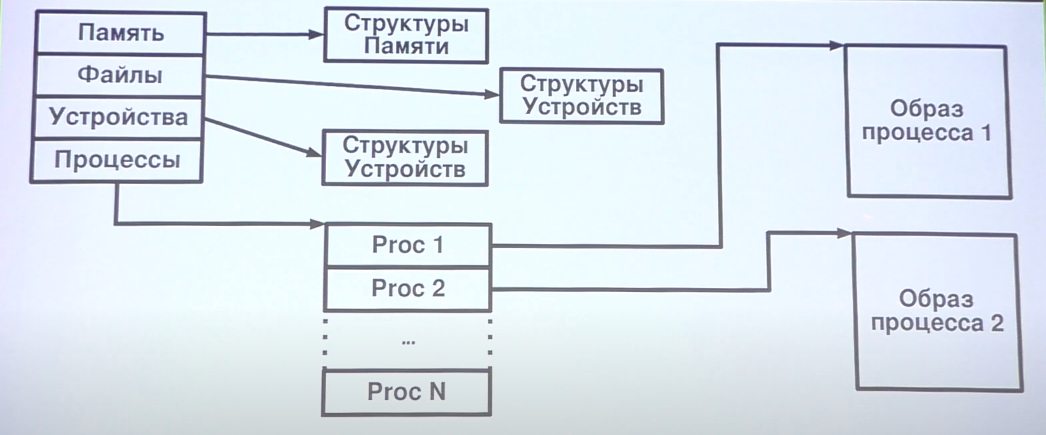 Память
Файлы
Устройства
Процессы
Структуры
Памяти
Структуры
Устройств
Структуры
Устройств
Proc 1
Proc 2
...
Proc N
Образ
процесса 1
Образ
процесса 2